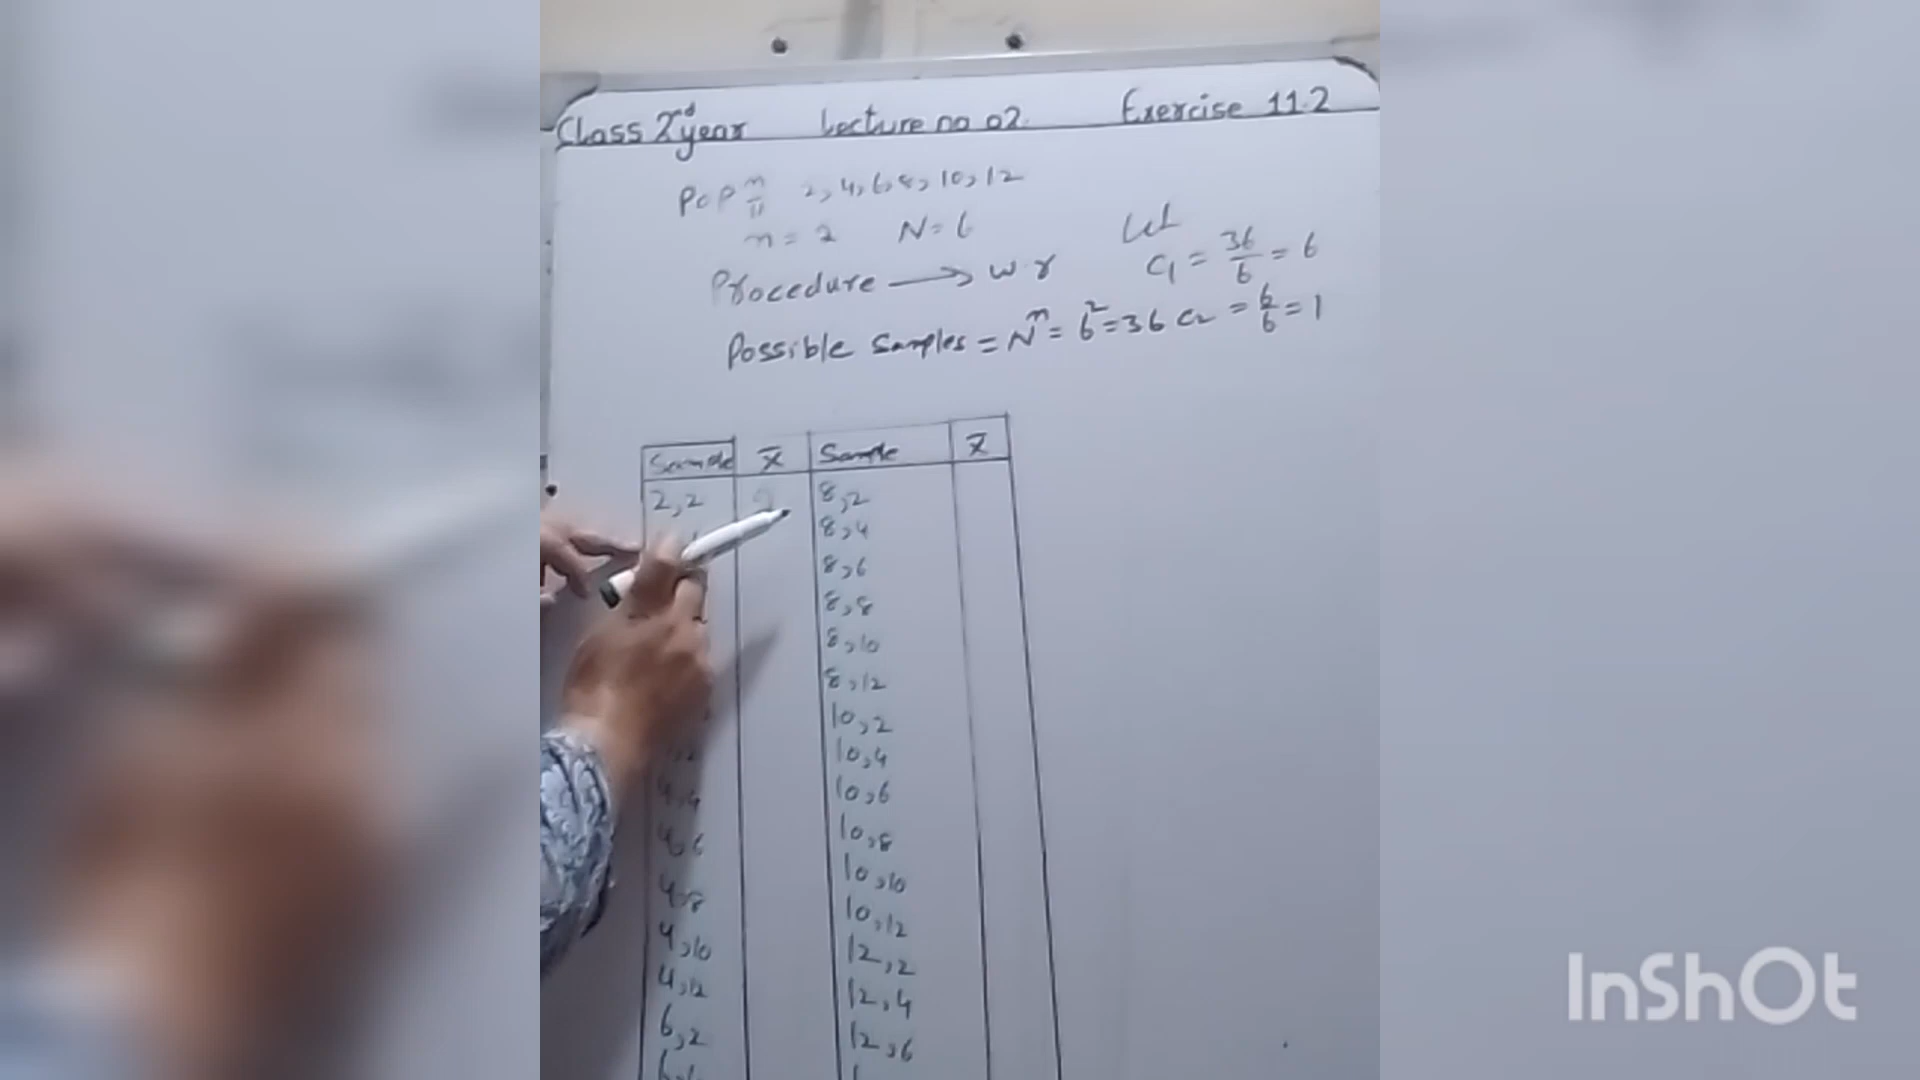 Class 2nd year Lecture no 02 Exercise 11.2
Popn 2, 4, 6, 8, 10, 12
n = 2 N = 6
Let
Procedure → w.r C1 = 36/6 = 6
Possible Samples = N^n = 6^2 = 36 C2 = 6/6 = 1
Sample x̄ Sample x̄
2,2 2 8,2
8,4
8,6
8,8
8,10
8,12
10,2
10,4
4,4 10,6
4,6 10,8
4,8 10,10
4,10 10,12
4,12 12,2
6,2 12,4
12,6
InShOt